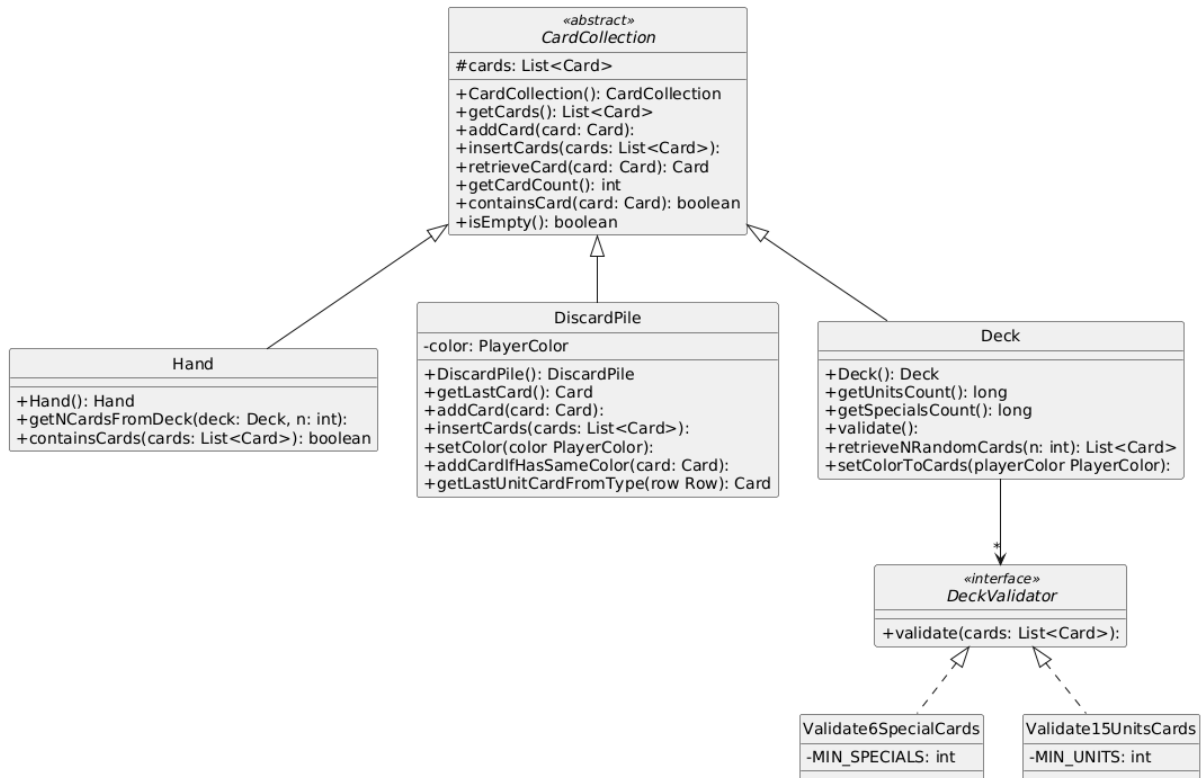 «abstract»
CardCollection
#cards: List<Card>
+CardCollection(): CardCollection
+getCards(): List<Card>
+addCard(card: Card):
+insertCards(cards: List<Card>):
+retrieveCard(card: Card): Card
+getCardCount(): int
+containsCard(card: Card): boolean
+isEmpty(): boolean
Hand
+Hand(): Hand
+getNCardsFromDeck(deck: Deck, n: int):
+containsCards(cards: List<Card>): boolean
DiscardPile
-color: PlayerColor
+DiscardPile(): DiscardPile
+getLastCard(): Card
+addCard(card: Card):
+insertCards(cards: List<Card>):
+setColor(color PlayerColor):
+addCardIfHasSameColor(card: Card):
+getLastUnitCardFromType(row Row): Card
Deck
+Deck(): Deck
+getUnitsCount(): long
+getSpecialsCount(): long
+validate():
+retrieveNRandomCards(n: int): List<Card>
+setColorToCards(playerColor PlayerColor):
*
«interface»
DeckValidator
+validate(cards: List<Card>):
Validate6SpecialCards
-MIN_SPECIALS: int
Validate15UnitsCards
-MIN_UNITS: int